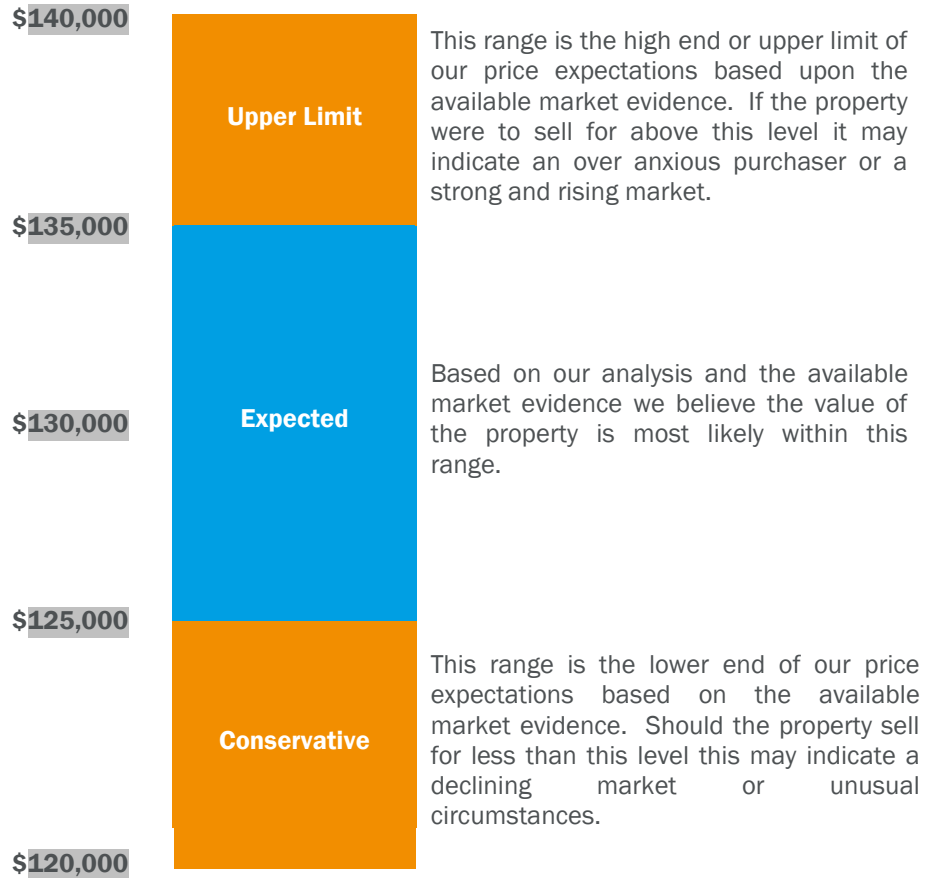 $140,000
Upper Limit
This range is the high end or upper limit of
our price expectations based upon the
available market evidence. If the property
were to sell for above this level it may
indicate an over anxious purchaser or a
strong and rising market.
$135,000
$130,000
Expected
Based on our analysis and the available
market evidence we believe the value of
the property is most likely within this
range.
$125,000
Conservative
This range is the lower end of our price
expectations based on the available
market evidence. Should the property sell
for less than this level this may indicate a
declining market or unusual
circumstances.
$120,000